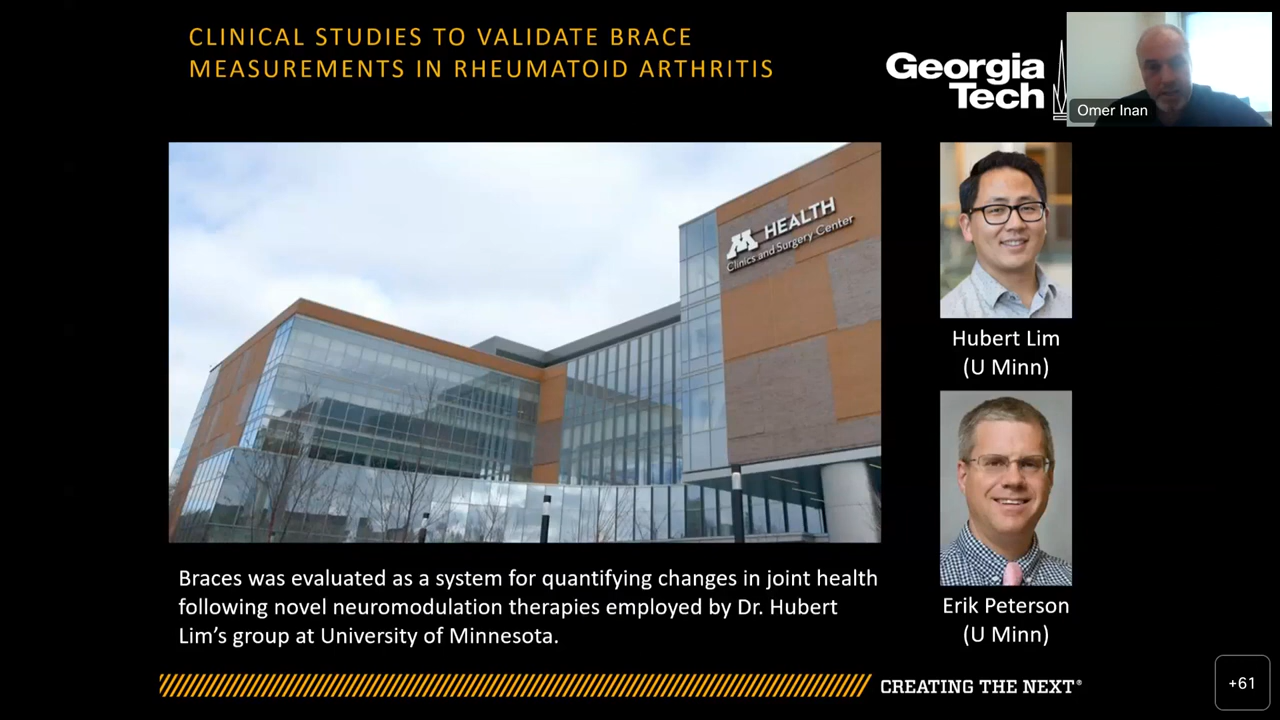 CLINICAL STUDIES TO VALIDATE BRACE
MEASUREMENTS IN RHEUMATOID ARTHRITIS
Georgia
Tech
Omer Inan
M HEALTH
Clinics and Surgery Center
Hubert Lim
(U Minn)
Erik Peterson
(U Minn)
Braces was evaluated as a system for quantifying changes in joint health
following novel neuromodulation therapies employed by Dr. Hubert
Lim’s group at University of Minnesota.
CREATING THE NEXT®
+61